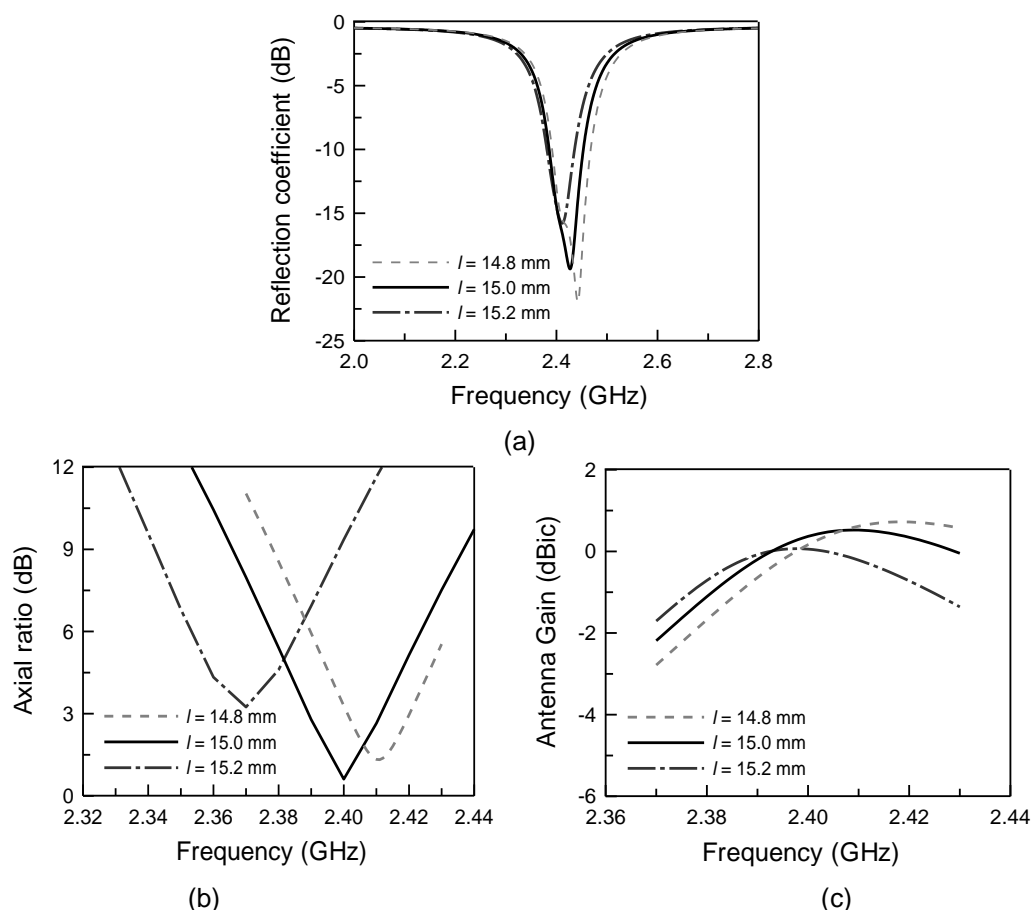 0
-5
-10
-15
-20
-25
Reflection coefficient (dB)
l = 14.8 mm
l = 15.0 mm
l = 15.2 mm
2.0 2.2 2.4 2.6 2.8
Frequency (GHz)
(a)
12
9
6
3
0
Axial ratio (dB)
l = 14.8 mm
l = 15.0 mm
l = 15.2 mm
2.32 2.34 2.36 2.38 2.40 2.42 2.44
Frequency (GHz)
(b)
2
0
-2
-4
-6
Antenna Gain (dBic)
l = 14.8 mm
l = 15.0 mm
l = 15.2 mm
2.36 2.38 2.40 2.42 2.44
Frequency (GHz)
(c)